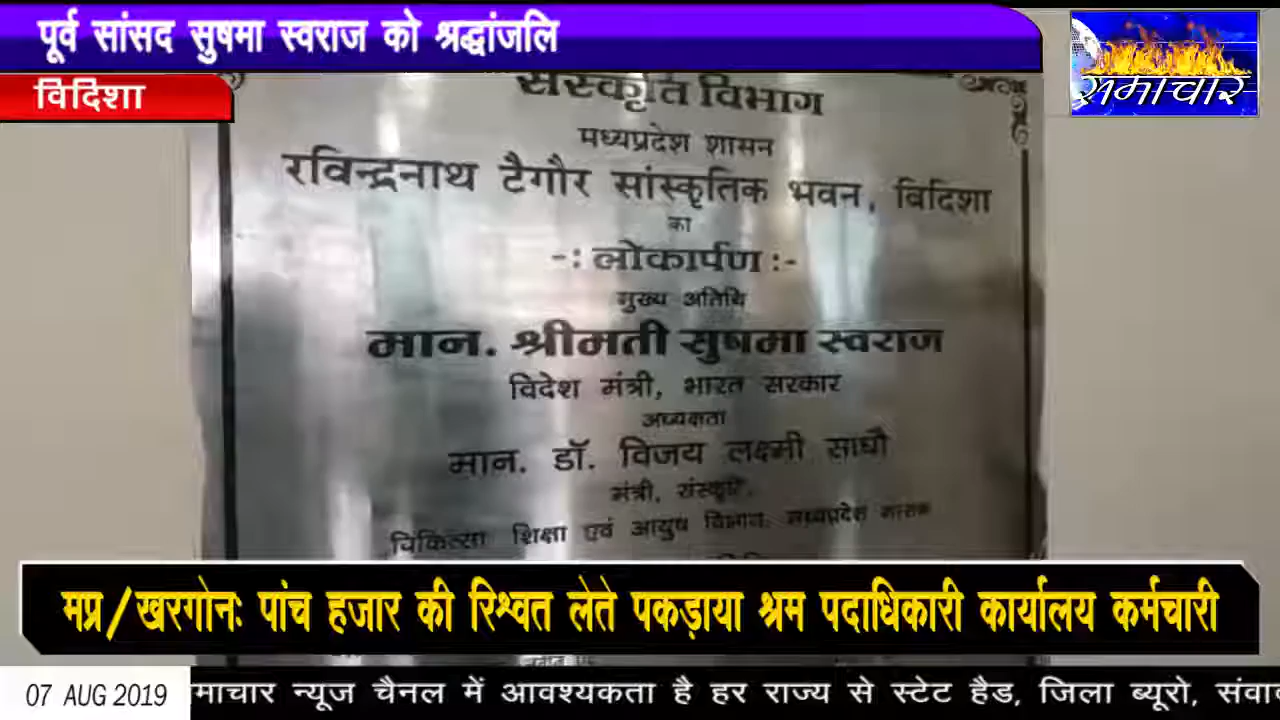 पूर्व सांसद सुषमा स्वराज को श्रद्धांजलि
विदिशा
समाचार
संस्कृति विभाग
मध्यप्रदेश शासन
रविन्द्रनाथ टैगौर सांस्कृतिक भवन, विदिशा
का
-: लोकार्पण :-
मुख्य अतिथि
मान. श्रीमती सुषमा स्वराज
विदेश मंत्री, भारत सरकार
अध्यक्षता
मान. डॉ. विजय लक्ष्मी साधौ
मंत्री, संस्कृति,
चिकित्सा शिक्षा एवं आयुष विभाग, मध्यप्रदेश शासन
मप्र/खरगोनः पांच हजार की रिश्वत लेते पकड़ाया श्रम पदाधिकारी कार्यालय कर्मचारी
07 AUG 2019
माचार न्यूज चैनल में आवश्यकता है हर राज्य से स्टेट हैड, जिला ब्यूरो, संवाद